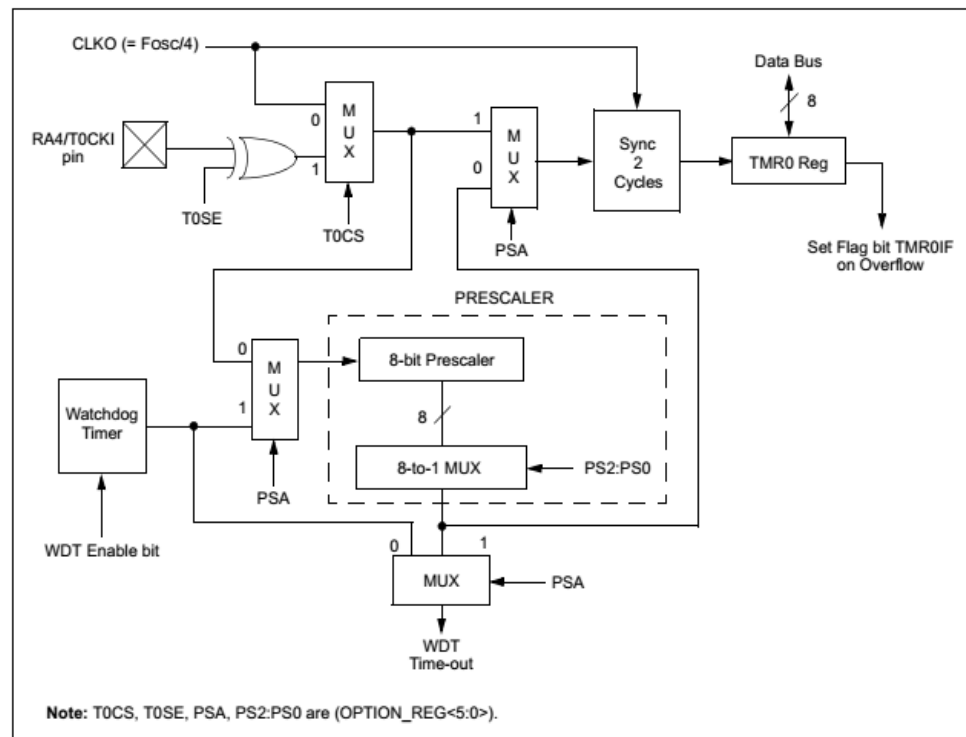 CLKO (= Fosc/4)
Data Bus
8
RA4/T0CKI
pin
0
1
M
U
X
1
0
M
U
X
Sync
2
Cycles
TMR0 Reg
T0SE
T0CS
PSA
Set Flag bit TMR0IF
on Overflow
PRESCALER
0
1
M
U
X
8-bit Prescaler
Watchdog
Timer
8
8-to-1 MUX
PS2:PS0
PSA
WDT Enable bit
0
1
MUX
PSA
WDT
Time-out
Note: T0CS, T0SE, PSA, PS2:PS0 are (OPTION_REG<5:0>).